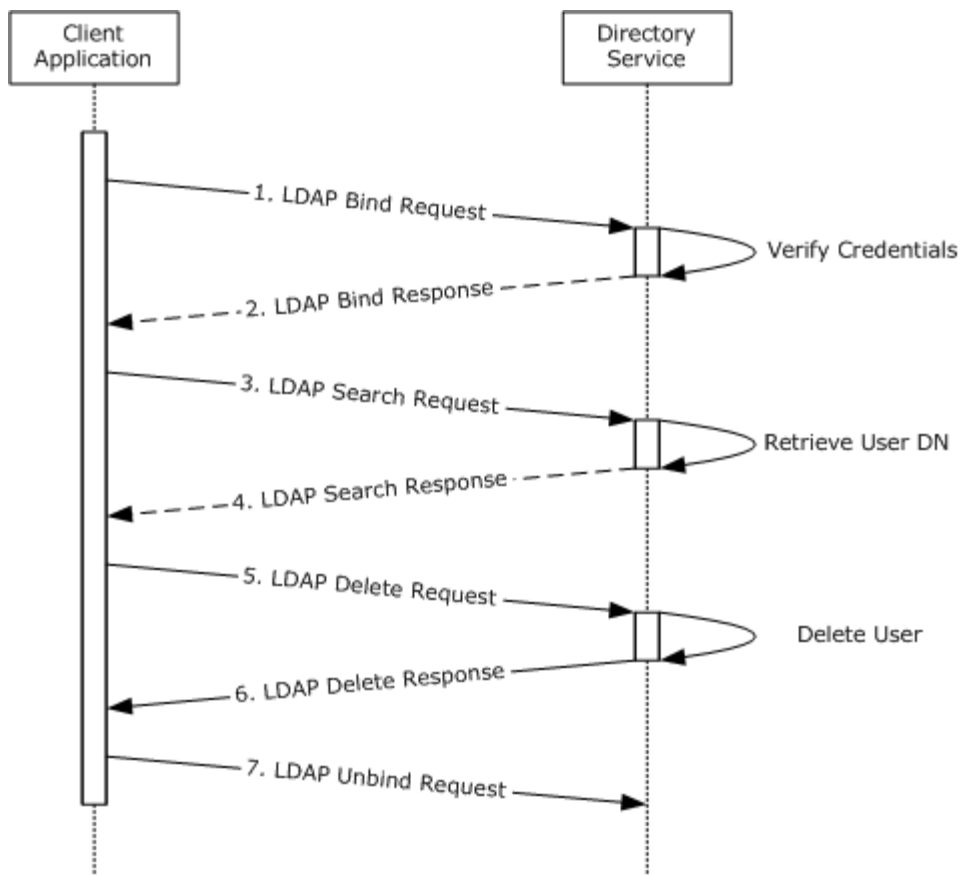 Client
Application
Directory
Service
1. LDAP Bind Request
Verify Credentials
2. LDAP Bind Response
3. LDAP Search Request
Retrieve User DN
4. LDAP Search Response
5. LDAP Delete Request
Delete User
6. LDAP Delete Response
7. LDAP Unbind Request